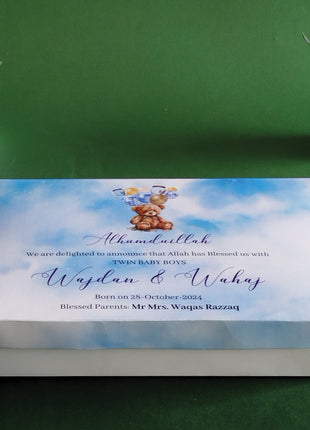 Alhumduillah
We are delighted to announce that Allah has Blessed us with
TWIN BABY BOYS
Wajdan & Wahaj
Born on 28-October-2024
Blessed Parents: Mr Mrs. Waqas Razzaq